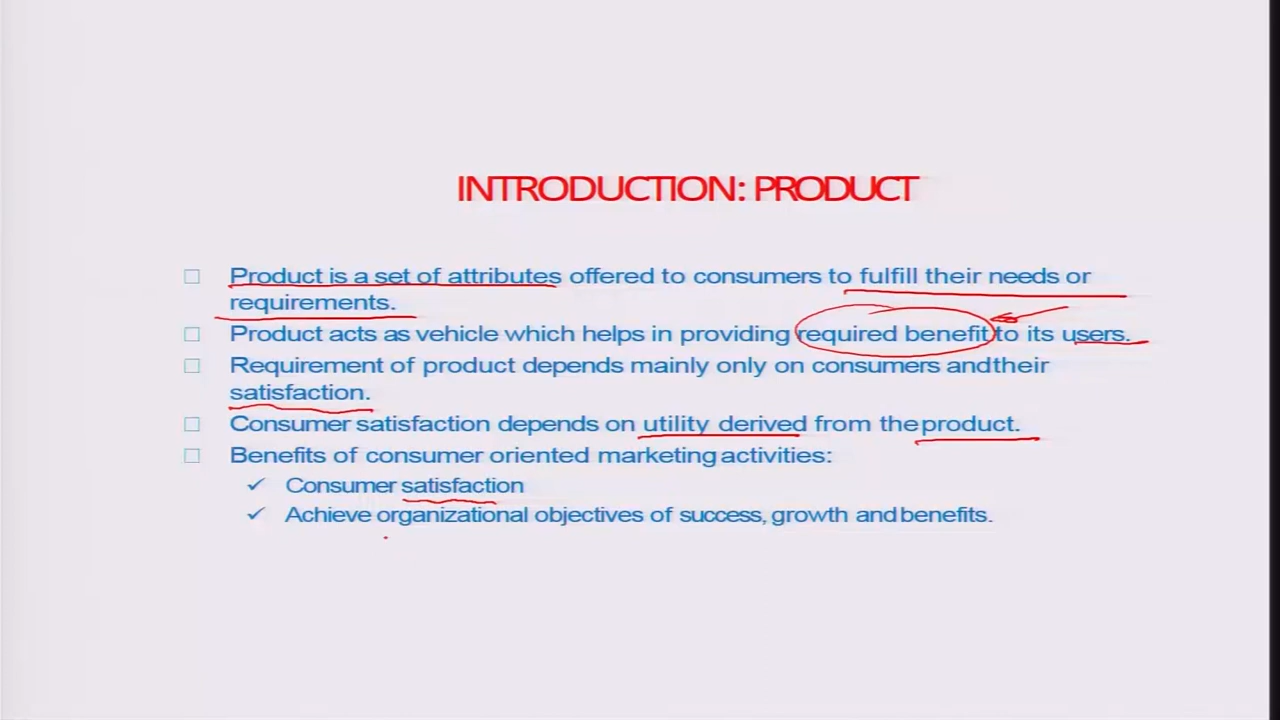 INTRODUCTION: PRODUCT
Product is a set of attributes offered to consumers to fulfill their needs or
requirements.
Product acts as vehicle which helps in providing required benefit to its users.
Requirement of product depends mainly only on consumers andtheir
satisfaction.
Consumer satisfaction depends on utility derived from the product.
Benefits of consumer oriented marketing activities:
✓ Consumer satisfaction
✓ Achieve organizational objectives of success, growth and benefits.